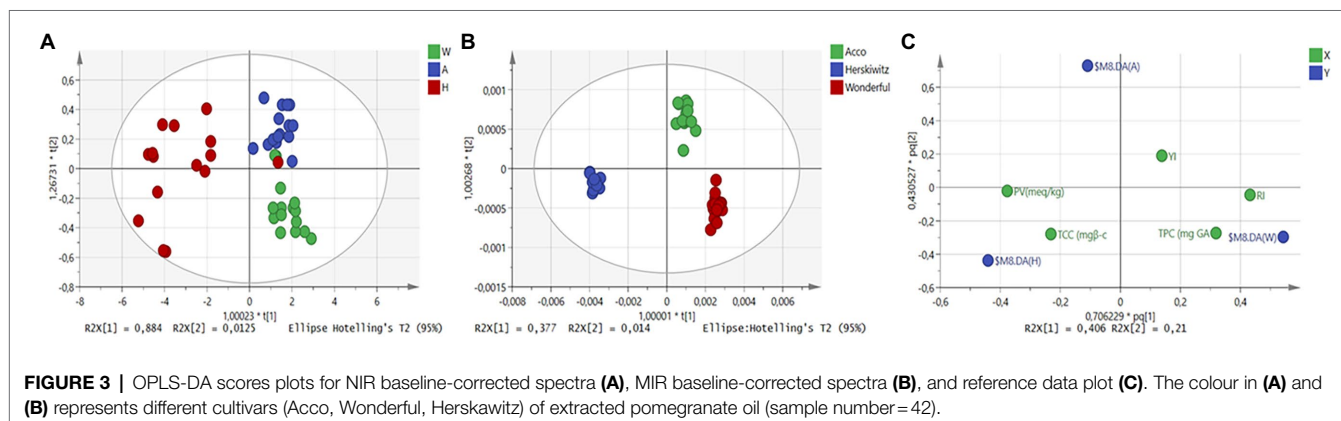 A
W
A
H
0,6
0,4
0,2
0
-0,2
-0,4
-0,6
-0,8
1,26731 * t[2]
-8 -6 -4 -2 0 2 4 6
1,00023 * t[1]
R2X[1] = 0,884 R2X[2] = 0,0125 Ellipse Hotelling's T2 (95%)
B
Acco
Herskiwitz
Wonderful
0,001
0,0005
0
-0,0005
-0,001
-0,0015
1,00268 * t[2]
-0,008 -0,006 -0,004 -0,002 0 0,002 0,004 0,006
1,00001 * t[1]
R2X[1] = 0,377 R2X[2] = 0,014 Ellipse:Hotelling's T2 (95%)
C
X
Y
0,6
0,4
0,2
0
-0,2
-0,4
-0,6
0,430527 * pq[2]
$M8.DA(A)
YI
PV(meq/kg)
RI
TCC (mgβ-c
TPC (mg GA
$M8.DA(W)
$M8.DA(H)
-0,6 -0,4 -0,2 0 0,2 0,4
0,706229 * pq[1]
R2X[1] = 0,406 R2X[2] = 0,21
FIGURE 3 | OPLS-DA scores plots for NIR baseline-corrected spectra (A), MIR baseline-corrected spectra (B), and reference data plot (C). The colour in (A) and
(B) represents different cultivars (Acco, Wonderful, Herskawitz) of extracted pomegranate oil (sample number=42).